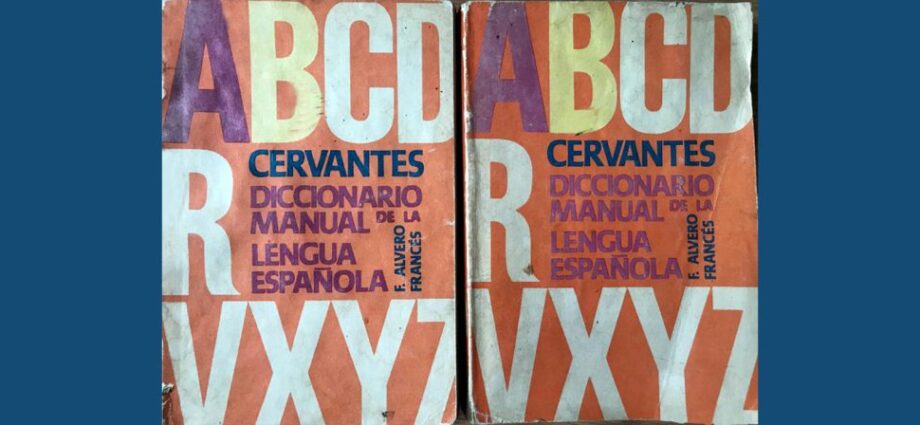 ABCD
R
CERVANTES
DICCIONARIO
MANUAL DE LA
LENGUA
ESPAÑOLA
F. ALVERO
FRANCÉS
VXYZ
ABCD
R
CERVANTES
DICCIONARIO
MANUAL DE LA
LENGUA
ESPAÑOLA
F. ALVERO
FRANCÉS
VXYZ